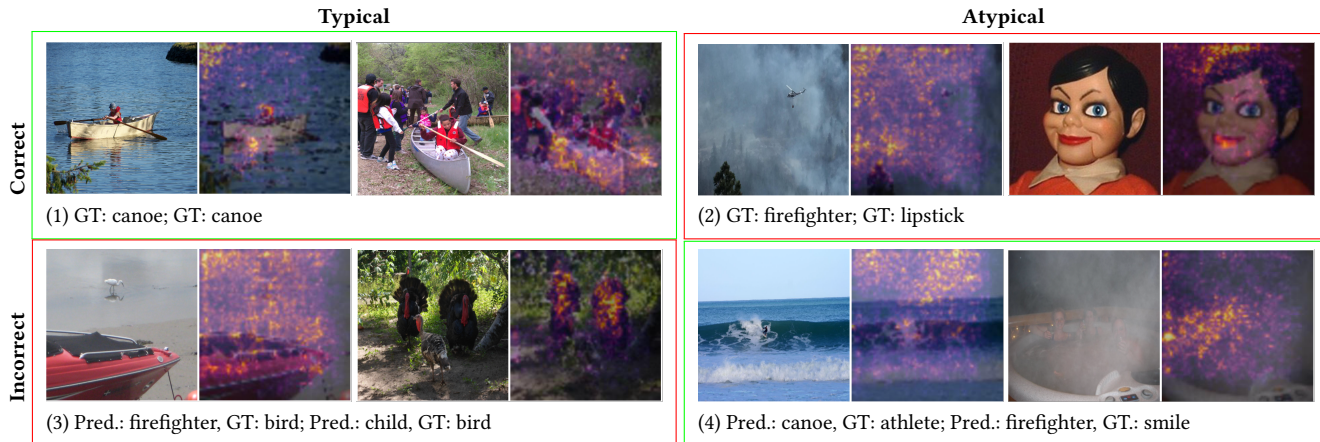 Typical
Atypical
Correct
(1) GT: canoe; GT: canoe
(2) GT: firefighter; GT: lipstick
Incorrect
(3) Pred.: firefighter, GT: bird; Pred.: child, GT: bird
(4) Pred.: canoe, GT: athlete; Pred.: firefighter, GT.: smile